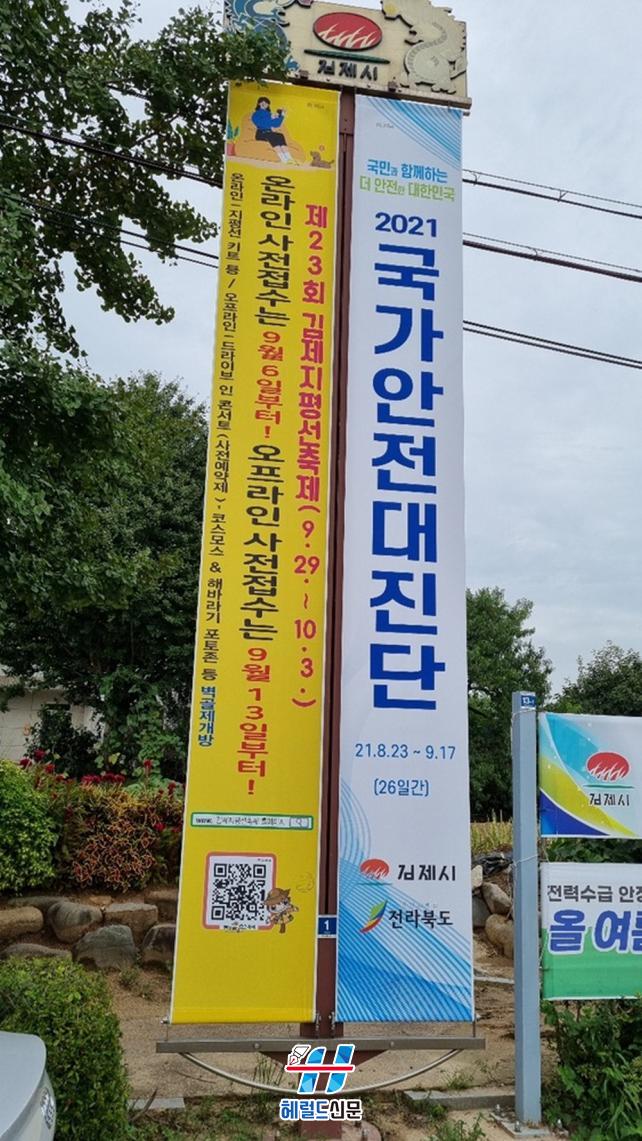 김제시
제23회 김제지평선축제(9.29.~10.3.)
온라인사전접수는 9월 6일부터! 오프라인사전접수는 9월 13일부터!
온라인-지평선 키트 등 / 오프라인-드라이브 인 콘서트(사전예약제), 코스모스 & 해바라기 포토존 등 벽골제개방
국민과 함께하는
더 안전한 대한민국
2021
국가안전대진단
21.8.23 ~ 9.17
(26일간)
김제시
전라북도
1
13-1
김제시
전력수급 안정
올 여름
헤럴드신문